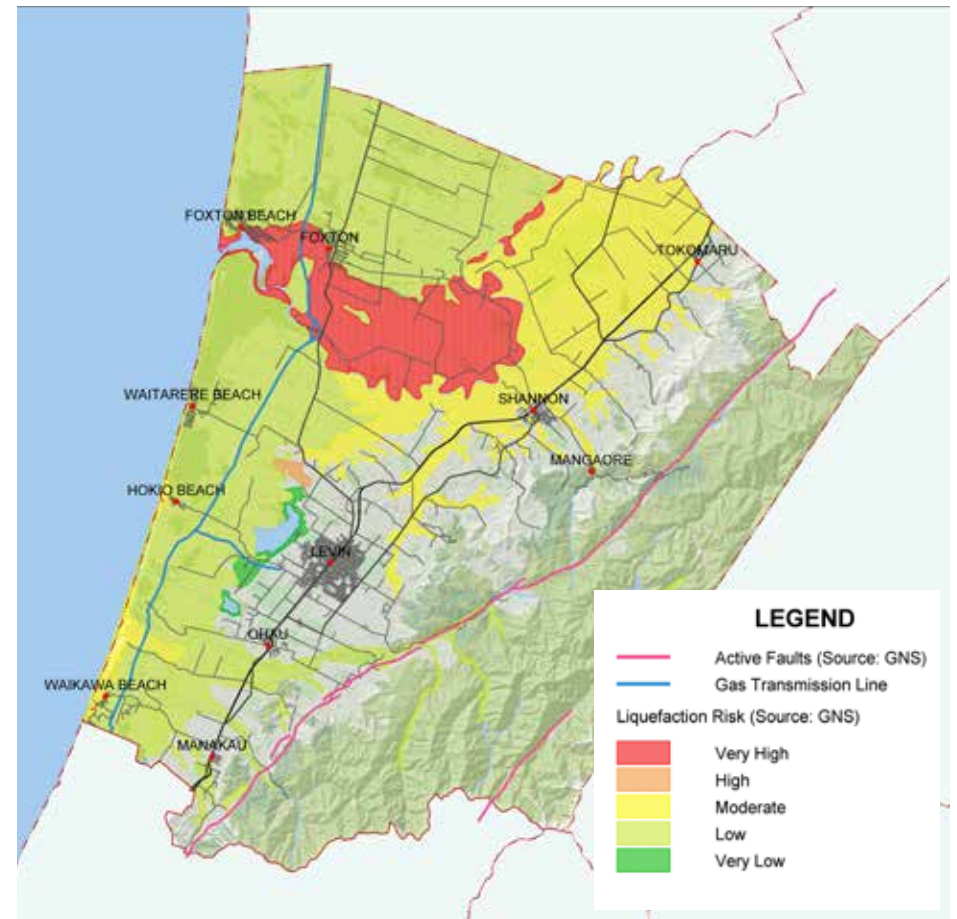 FOXTON BEACH
FOXTON
TOKOMARU
WAITARERE BEACH
SHANNON
MANGAORE
HOKIO BEACH
LEVIN
OHAU
WAIKAWA BEACH
MANAKAU
LEGEND
Active Faults (Source: GNS)
Gas Transmission Line
Liquefaction Risk (Source: GNS)
Very High
High
Moderate
Low
Very Low